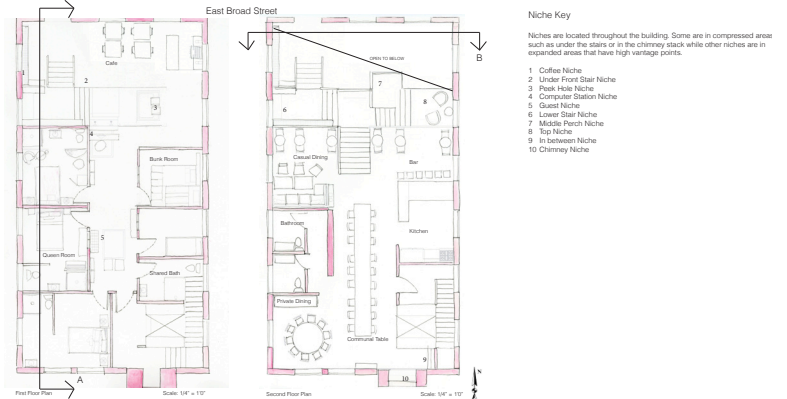 East Broad Street
Niche Key
Niches are located throughout the building. Some are in compressed areas
such as under the stairs or in the chimney stack while other niches are in
expanded areas that have high vantage points.
1 Coffee Niche
2 Under Front Stair Niche
3 Peek Hole Niche
4 Computer Station Niche
5 Guest Niche
6 Lower Stair Niche
7 Middle Perch Niche
8 Top Niche
9 In between Niche
10 Chimney Niche
Cafe
1
2
3
4
Bunk Room
5
Queen Room
Shared Bath
A
First Floor Plan
Scale: 1/4" = 1'0"
B
OPEN TO BELOW
7
8
6
Casual Dining
Bar
Bathroom
Kitchen
Private Dining
Communal Table
9
10
N
Second Floor Plan
Scale: 1/4" = 1'0"